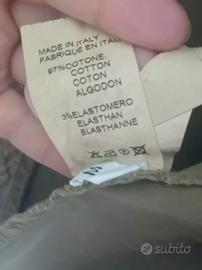 MADE IN ITALY
FABRIQUE EN ITALIE
97%COTONE
COTTON
COTON
ALGODON
3%ELASTOMERO
ELASTHAN
ELASTHANNE
M
subito